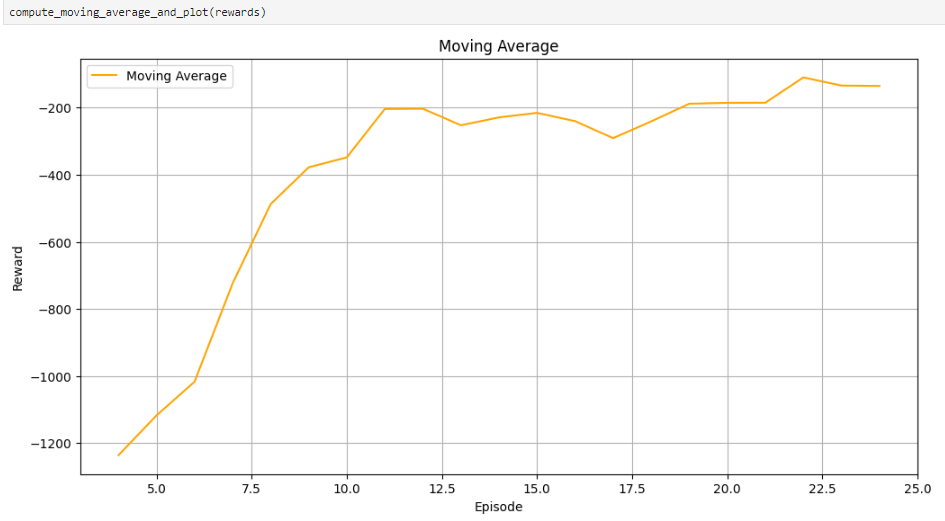 compute_moving_average_and_plot(rewards)
Moving Average
Moving Average
−200
−400
−600
−800
−1000
−1200
Reward
5.0 7.5 10.0 12.5 15.0 17.5 20.0 22.5 25.0
Episode